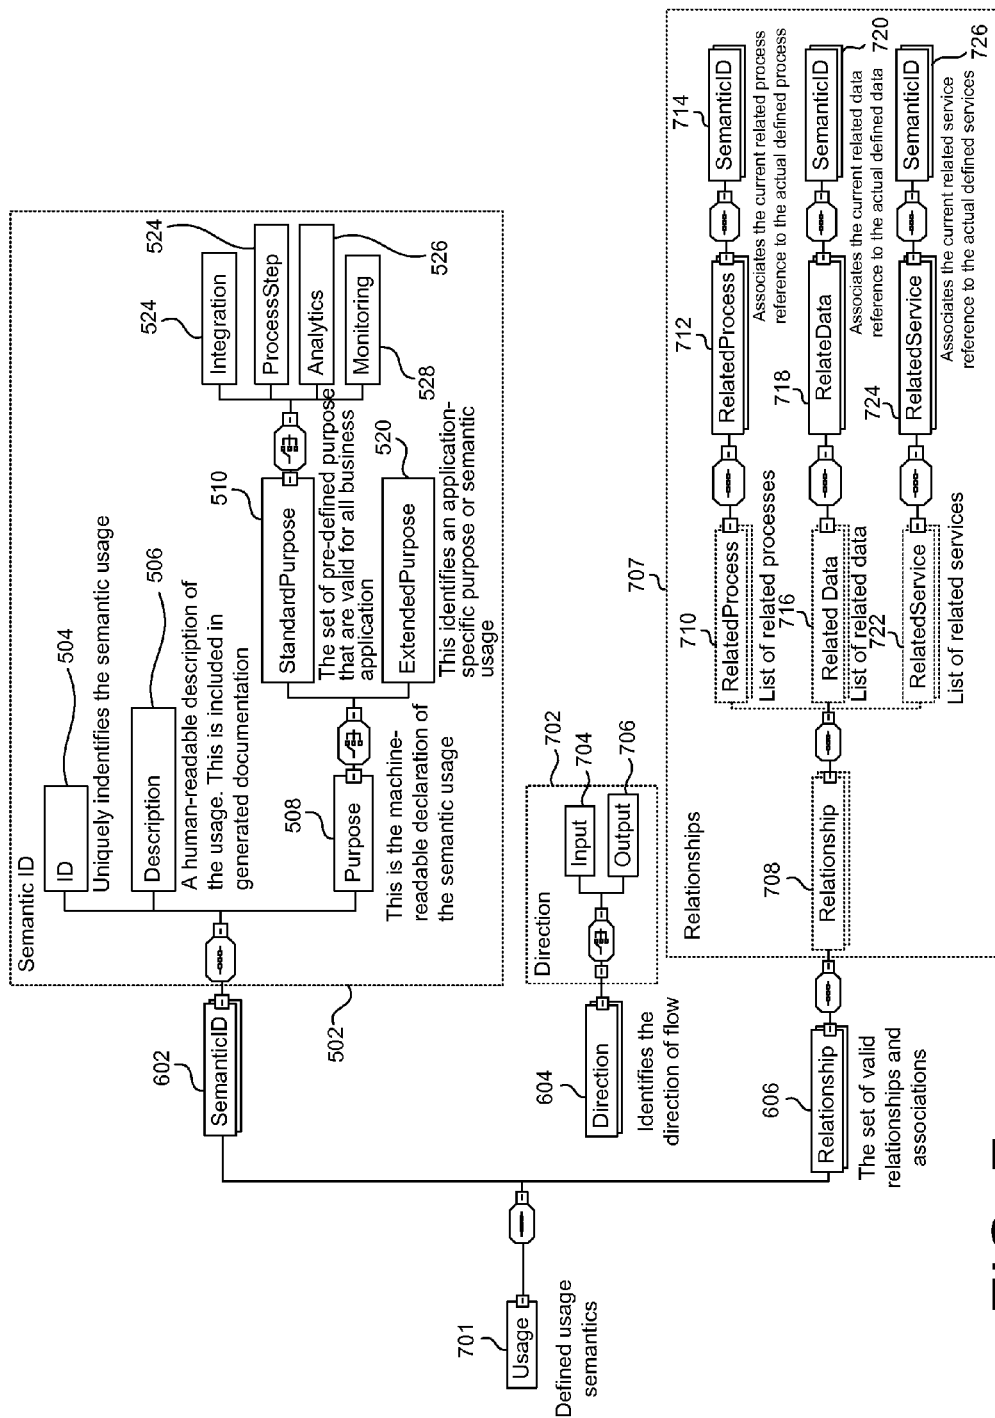 Semantic ID
504
ID
Uniquely indentifies the semantic usage
506
Description
A human-readable description of
the usage. This is included in
generated documentation
602
SemanticID
502
508
Purpose
This is the machine-
readable declaration of
the semantic usage
510
StandardPurpose
The set of pre-defined purpose
that are valid for all business
application
520
ExtendedPurpose
This identifies an application-
specific purpose or semantic
usage
524
Integration
524
ProcessStep
Analytics
526
Monitoring
528
701
Usage
Defined usage
semantics
604
Direction
Identifies the
direction of flow
Direction
702
704
Input
706
Output
606
Relationship
The set of valid
relationships and
associations
707
Relationships
708
Relationship
710
RelatedProcess
List of related processes
712
RelatedProcess
714
SemanticID
Associates the current related process
reference to the actual defined process
716
Related Data
List of related data
718
RelateData
720
SemanticID
Associates the current related data
reference to the actual defined data
722
RelatedService
List of related services
724
RelatedService
726
SemanticID
Associates the current related service
reference to the actual defined services